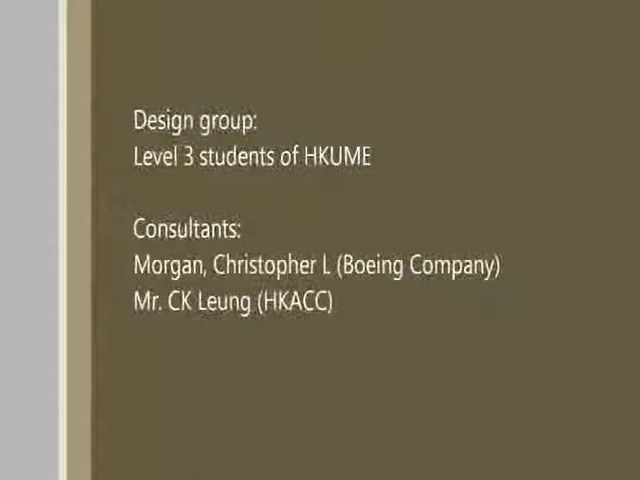 Design group:
Level 3 students of HKUME
Consultants:
Morgan, Christopher L (Boeing Company)
Mr. CK Leung (HKACC)